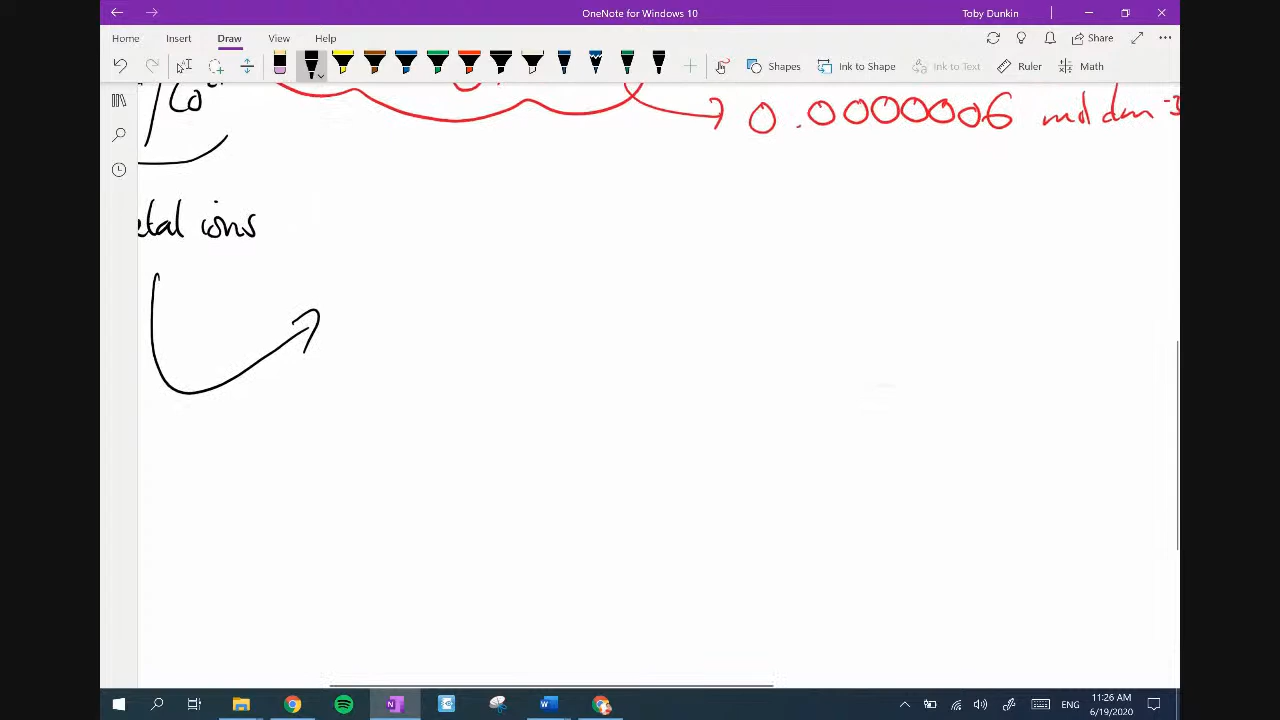 OneNote for Windows 10
Toby Dunkin
Home Insert Draw View Help
Share
Shapes Ink to Shape Ink to Text Ruler Math
0.0000006 mol dm-3
etal ions
11:26 AM
ENG
6/19/2020